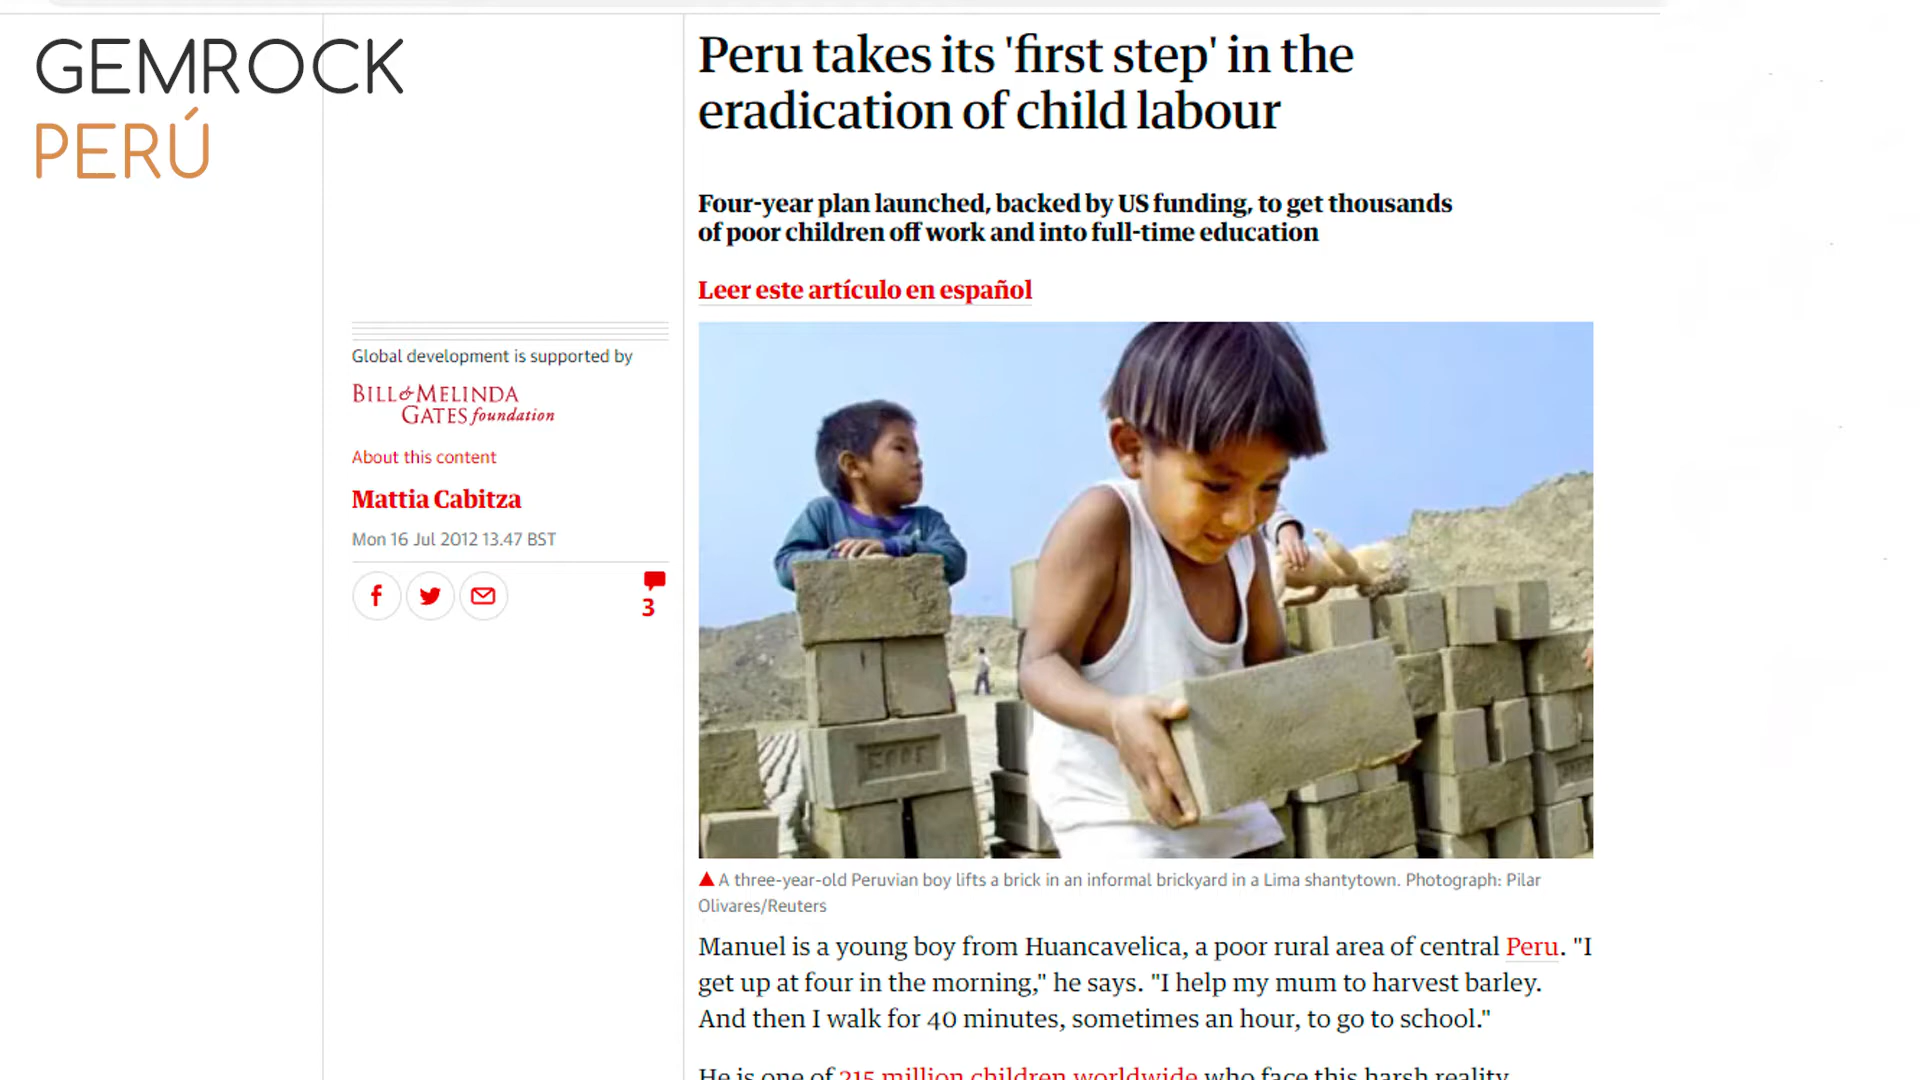 GEMROCK
PERÚ
Peru takes its 'first step' in the
eradication of child labour
Four-year plan launched, backed by US funding, to get thousands
of poor children off work and into full-time education
Leer este artículo en español
Global development is supported by
BILL & MELINDA
GATES foundation
About this content
Mattia Cabitza
Mon 16 Jul 2012 13.47 BST
3
A three-year-old Peruvian boy lifts a brick in an informal brickyard in a Lima shantytown. Photograph: Pilar
Olivares/Reuters
Manuel is a young boy from Huancavelica, a poor rural area of central Peru. "I
get up at four in the morning," he says. "I help my mum to harvest barley.
And then I walk for 40 minutes, sometimes an hour, to go to school."
He is one of 215 million children worldwide who face this harsh reality.